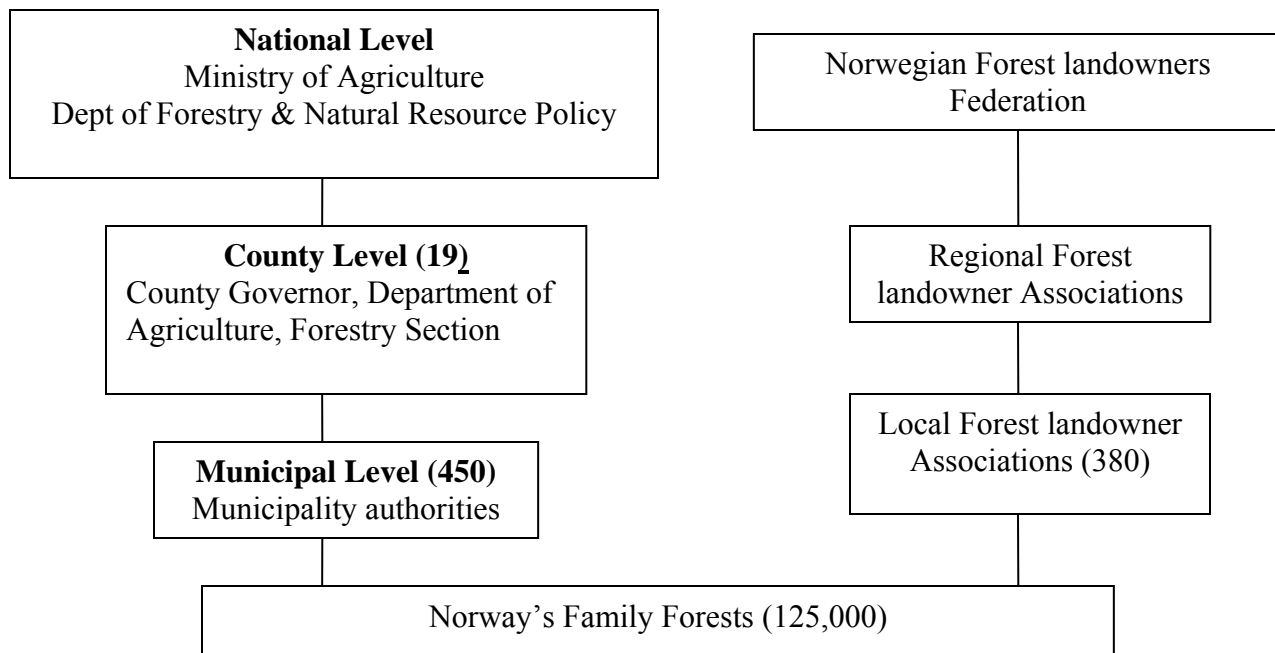 National Level
Ministry of Agriculture
Dept of Forestry & Natural Resource Policy
Norwegian Forest landowners
Federation
County Level (19)
County Governor, Department of
Agriculture, Forestry Section
Regional Forest
landowner Associations
Municipal Level (450)
Municipality authorities
Local Forest landowner
Associations (380)
Norway's Family Forests (125,000)